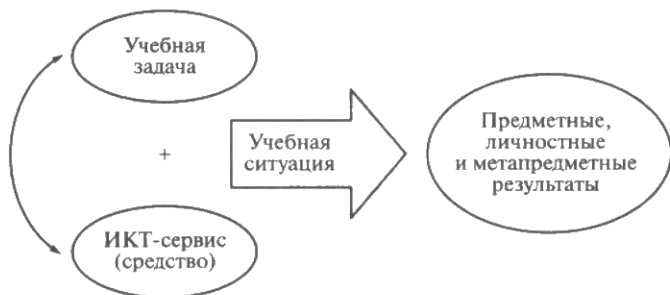 Учебная
задача
+
Учебная
ситуация
ИКТ-сервис
(средство)
Предметные,
личностные
и метапредметные
результаты